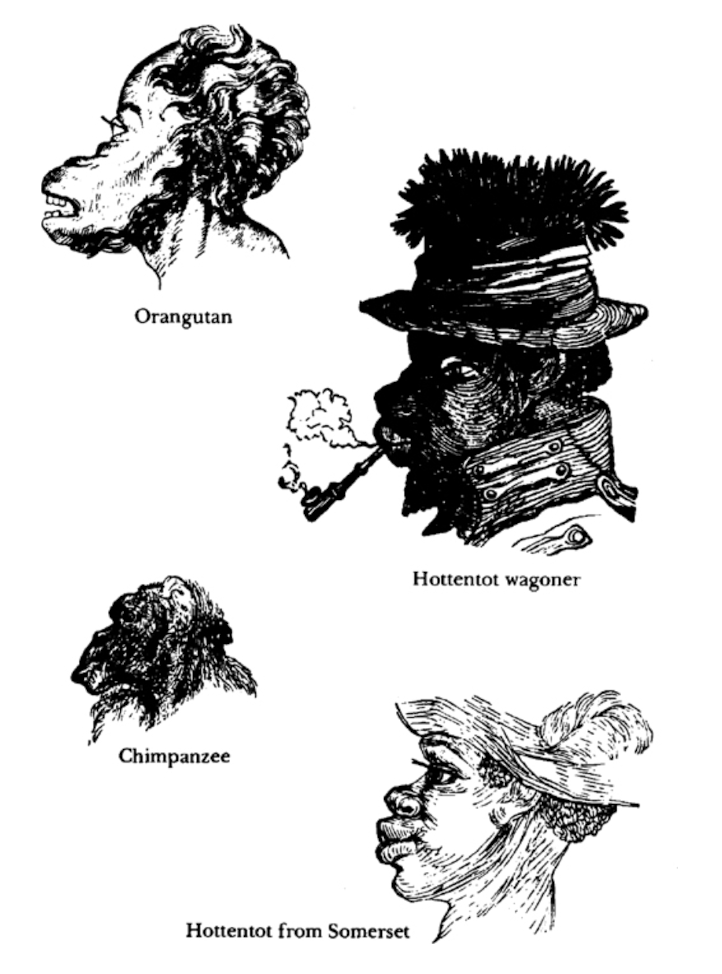 Orangutan
Hottentot wagoner
Chimpanzee
Hottentot from Somerset